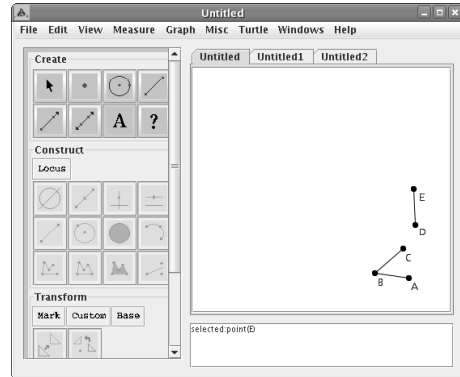 Untitled
File Edit View Measure Graph Misc Turtle Windows Help
Create
A ?
Construct
Locus
Transform
Mark Custom Base
Untitled Untitled1 Untitled2
E
D
C
B
A
selected:point(E)